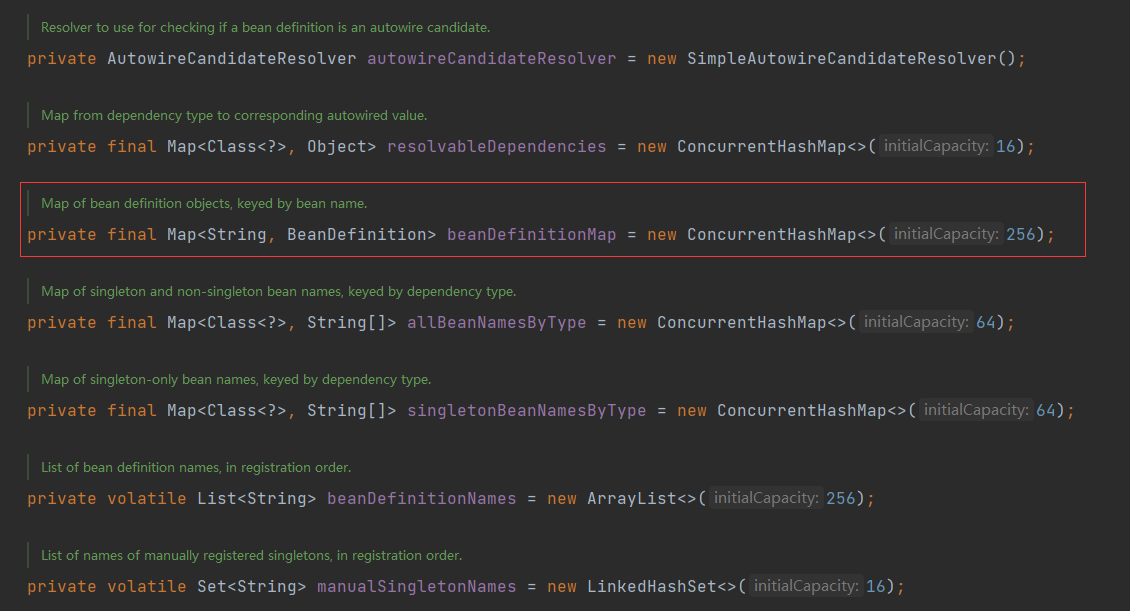 Resolver to use for checking if a bean definition is an autowire candidate.
private AutowireCandidateResolver autowireCandidateResolver = new SimpleAutowireCandidateResolver();
Map from dependency type to corresponding autowired value.
private final Map<Class<?>, Object> resolvableDependencies = new ConcurrentHashMap<>( initialCapacity: 16);
Map of bean definition objects, keyed by bean name.
private final Map<String, BeanDefinition> beanDefinitionMap = new ConcurrentHashMap<>( initialCapacity: 256);
Map of singleton and non-singleton bean names, keyed by dependency type.
private final Map<Class<?>, String[]> allBeanNamesByType = new ConcurrentHashMap<>( initialCapacity: 64);
Map of singleton-only bean names, keyed by dependency type.
private final Map<Class<?>, String[]> singletonBeanNamesByType = new ConcurrentHashMap<>( initialCapacity: 64);
List of bean definition names, in registration order.
private volatile List<String> beanDefinitionNames = new ArrayList<>( initialCapacity: 256);
List of names of manually registered singletons, in registration order.
private volatile Set<String> manualSingletonNames = new LinkedHashSet<>( initialCapacity: 16);